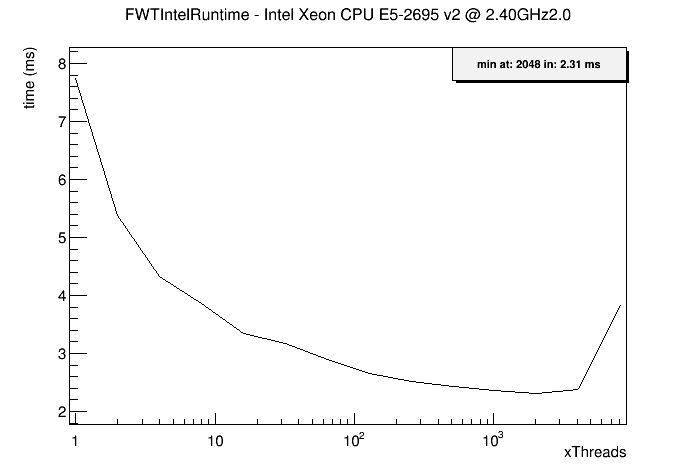 FWTIntelRuntime - Intel Xeon CPU E5-2695 v2 @ 2.40GHz2.0
time (ms)
min at: 2048 in: 2.31 ms
8
7
6
5
4
3
2
1 10 10² 10³
xThreads